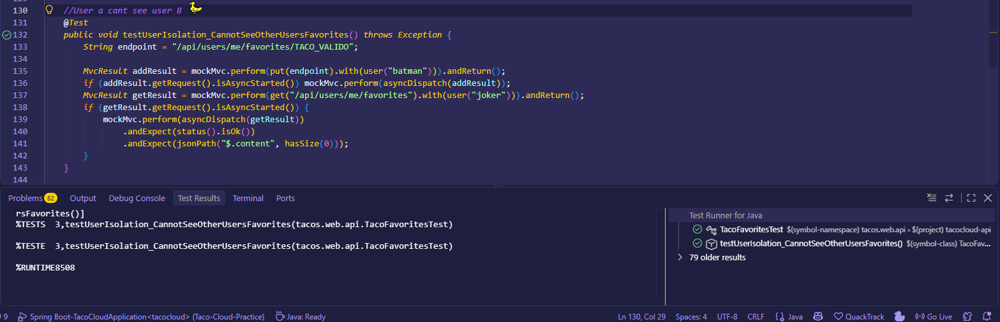 130 //User a cant see user B
131 @Test
132 public void testUserIsolation_CannotSeeOtherUsersFavorites() throws Exception {
133 String endpoint = "/api/users/me/favorites/TACO_VALIDO";
134
135 MvcResult addResult = mockMvc.perform(put(endpoint).with(user("batman"))).andReturn();
136 if (addResult.getRequest().isAsyncStarted()) mockMvc.perform(asyncDispatch(addResult));
137 MvcResult getResult = mockMvc.perform(get("/api/users/me/favorites").with(user("joker"))).andReturn();
138 if (getResult.getRequest().isAsyncStarted()) {
139 mockMvc.perform(asyncDispatch(getResult))
140 .andExpect(status().isOk())
141 .andExpect(jsonPath("$.content", hasSize(0)));
142 }
143 }
144
Problems 82 Output Debug Console Test Results Terminal Ports
rsFavorites()]
%TESTS 3,testUserIsolation_CannotSeeOtherUsersFavorites(tacos.web.api.TacoFavoritesTest)
%TESTE 3,testUserIsolation_CannotSeeOtherUsersFavorites(tacos.web.api.TacoFavoritesTest)
%RUNTIME8508
Test Runner for Java
TacoFavoritesTest $(symbol-namespace) tacos.web.api < $(project) tacocloud-api
testUserIsolation_CannotSeeOtherUsersFavorites() $(symbol-class) TacoFav...
79 older results
9 Spring Boot-TacoCloudApplication<tacocloud> (Taco-Cloud-Practice) Java: Ready Ln 130, Col 29 Spaces: 4 UTF-8 CRLF {} Java QuackTrack Go Live